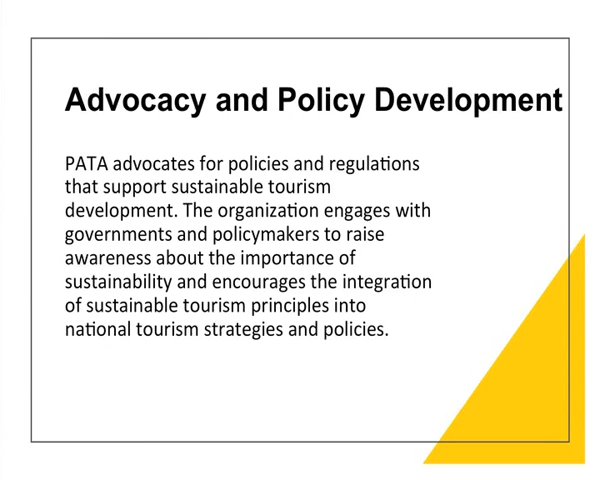 Advocacy and Policy Development
PATA advocates for policies and regulations
that support sustainable tourism
development. The organization engages with
governments and policymakers to raise
awareness about the importance of
sustainability and encourages the integration
of sustainable tourism principles into
national tourism strategies and policies.